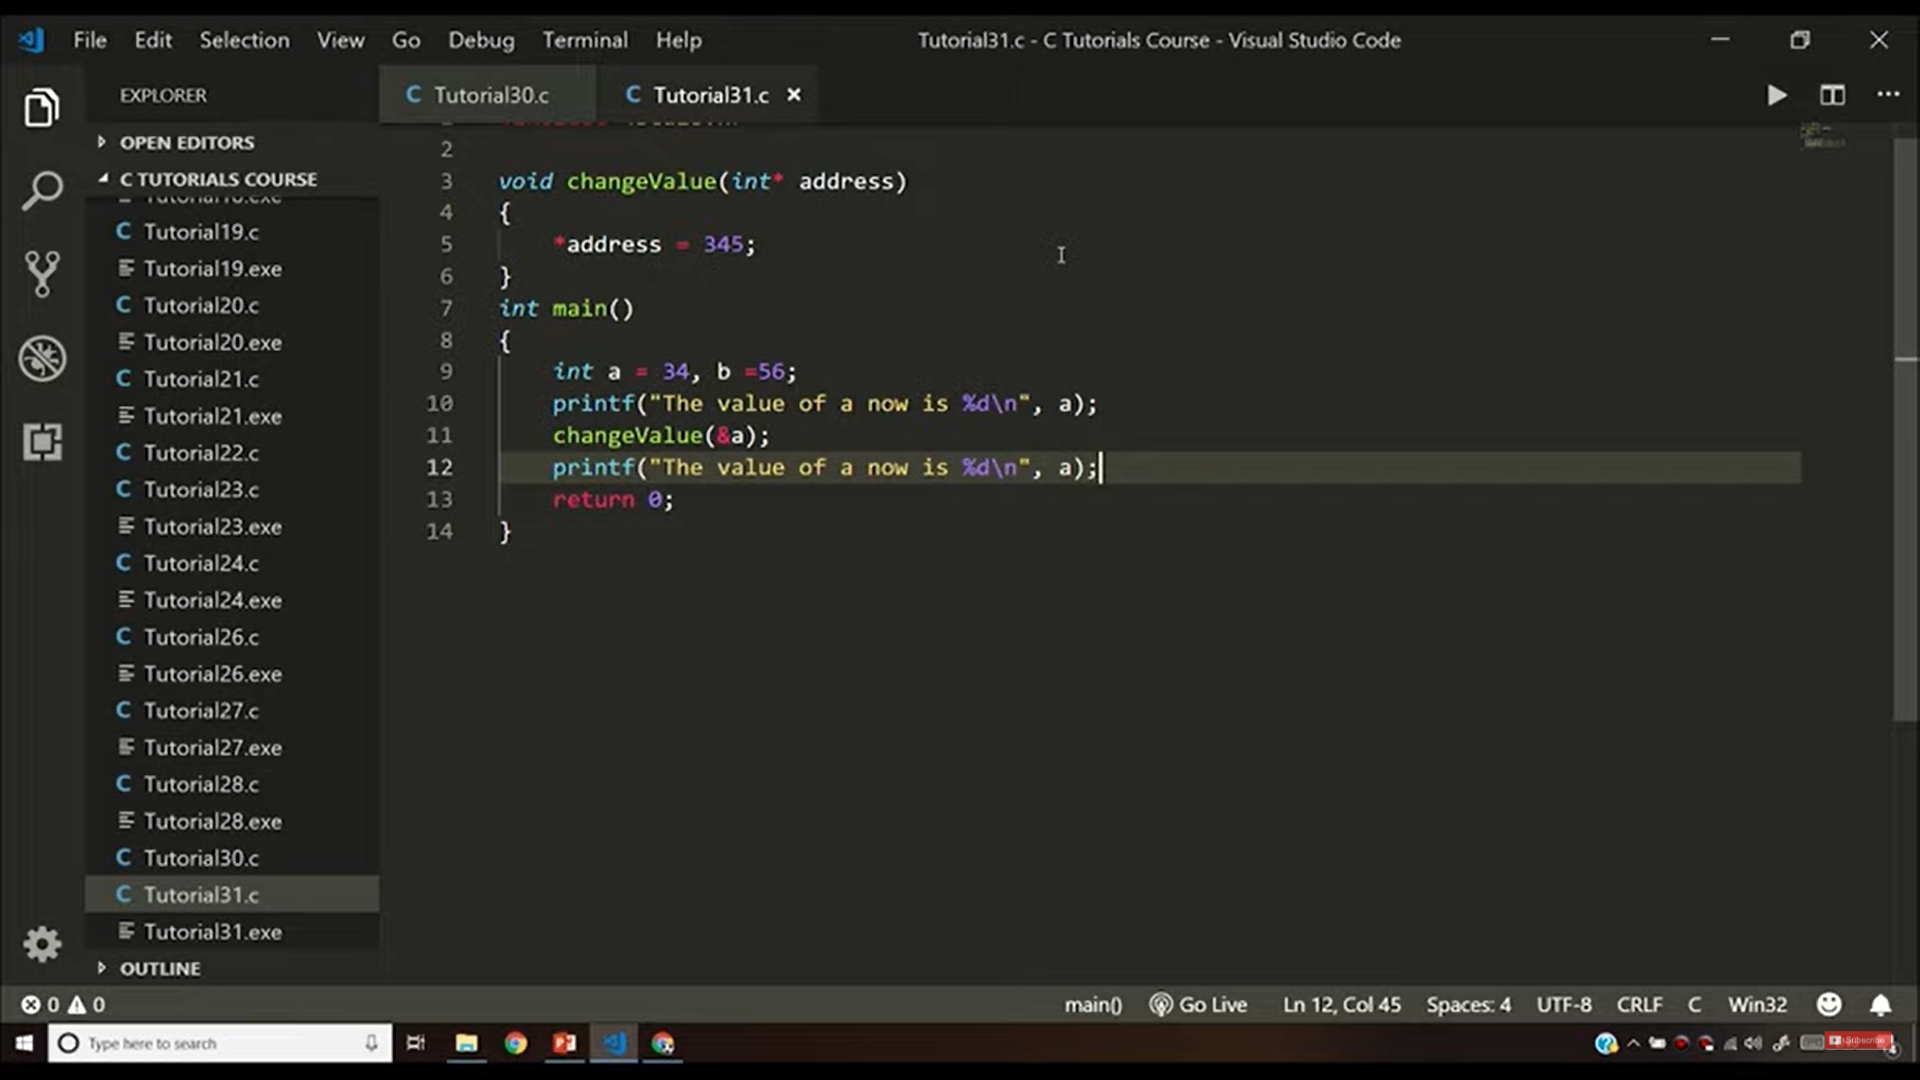 File Edit Selection View Go Debug Terminal Help
Tutorial31.c - C Tutorials Course - Visual Studio Code
EXPLORER
OPEN EDITORS
C TUTORIALS COURSE
C Tutorial19.c
Tutorial19.exe
C Tutorial20.c
Tutorial20.exe
C Tutorial21.c
Tutorial21.exe
C Tutorial22.c
C Tutorial23.c
Tutorial23.exe
C Tutorial24.c
Tutorial24.exe
C Tutorial26.c
Tutorial26.exe
C Tutorial27.c
Tutorial27.exe
C Tutorial28.c
Tutorial28.exe
C Tutorial30.c
C Tutorial31.c
Tutorial31.exe
OUTLINE
C Tutorial30.c
C Tutorial31.c
2
3 void changeValue(int* address)
4 {
5 *address = 345;
6 }
7 int main()
8 {
9 int a = 34, b =56;
10 printf("The value of a now is %d\n", a);
11 changeValue(&a);
12 printf("The value of a now is %d\n", a);
13 return 0;
14 }
0 0
main() Go Live Ln 12, Col 45 Spaces: 4 UTF-8 CRLF C Win32
Type here to search
Subscribe